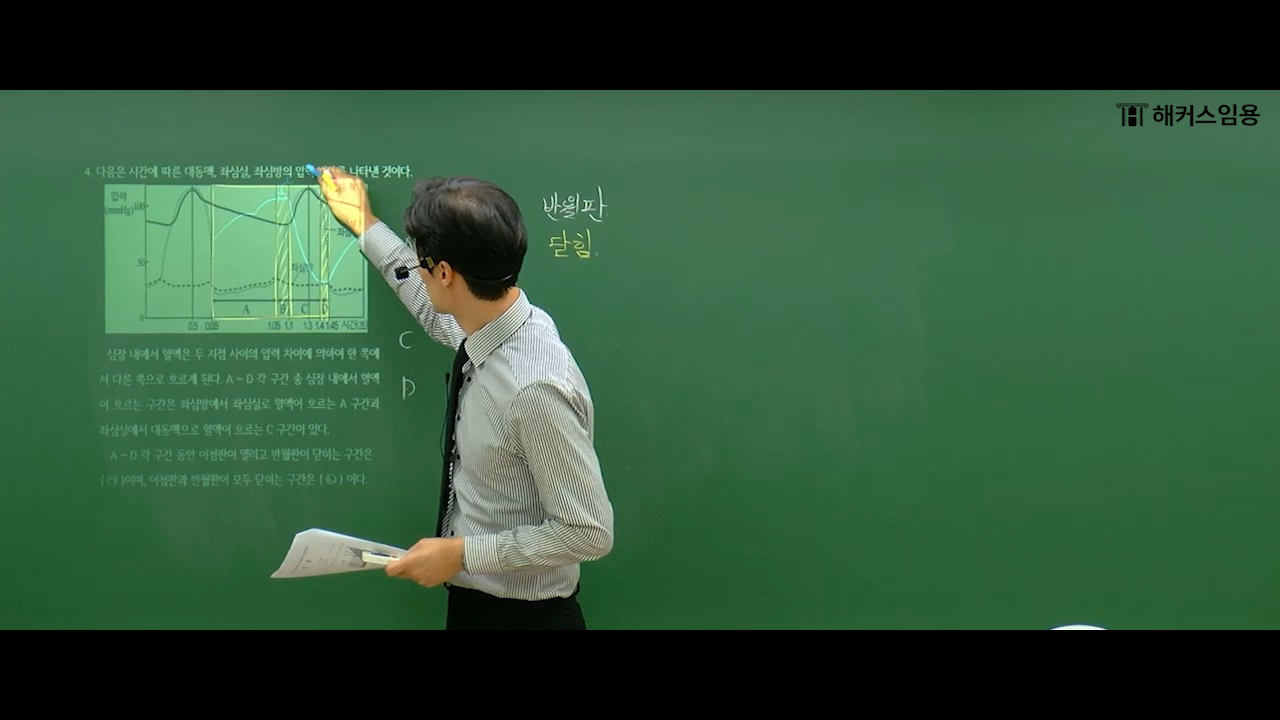 해커스임용
4. 다음은 시간에 따른 대동맥, 좌심실, 좌심방의 압력 나타낸 것이다.
압력
(mmHg)
100
50
0
좌심방
A B C D
0.5 0.65 1.05 1.1 1.3 1.4 1.45 시간(초)
심장 내에서 혈액은 두 지점 사이의 압력 차이에 의하여 한 쪽에
서 다른 쪽으로 흐르게 된다. A ~ D 각 구간 중 심장 내에서 혈액
이 흐르는 구간은 좌심방에서 좌심실로 혈액이 흐르는 A 구간과
좌심실에서 대동맥으로 혈액이 흐르는 C 구간이 있다.
A ~ D 각 구간 동안 이첨판이 열리고 반월판이 닫히는 구간은
( ㉠ )이며, 이첨판과 반월판이 모두 닫히는 구간은 ( ㉡ ) 이다.
C
D
반월판
닫힘.